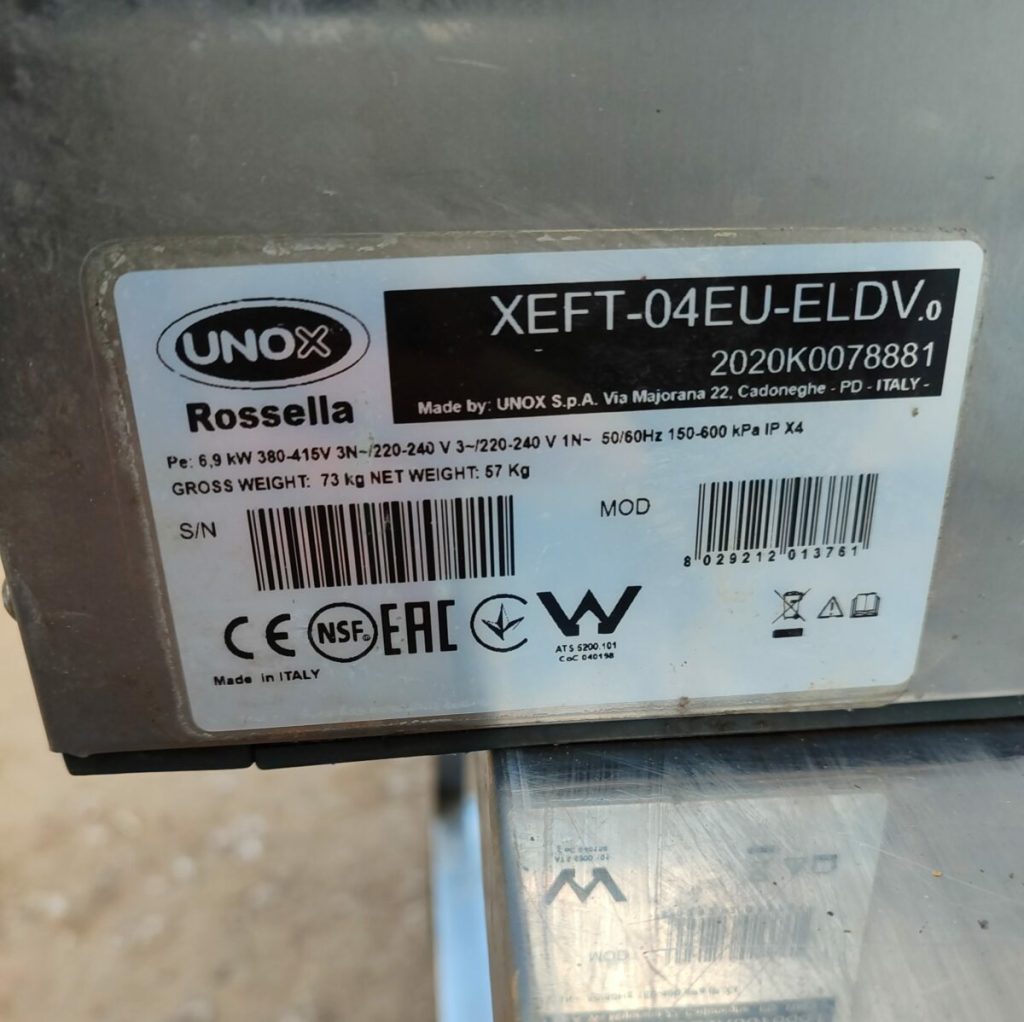 UNOX
Rossella
XEFT-04EU-ELDV.0
2020K0078881
Made by: UNOX S.p.A. Via Majorana 22, Cadoneghe - PD - ITALY -
Pe: 6,9 kW 380-415V 3N~/220-240 V 3~/220-240 V 1N~ 50/60Hz 150-600 kPa IP X4
GROSS WEIGHT: 73 kg NET WEIGHT: 57 Kg
S/N
MOD
8 029212 013761
CE NSF EAC W
ATS 5200.101
CoC 040198
Made in ITALY